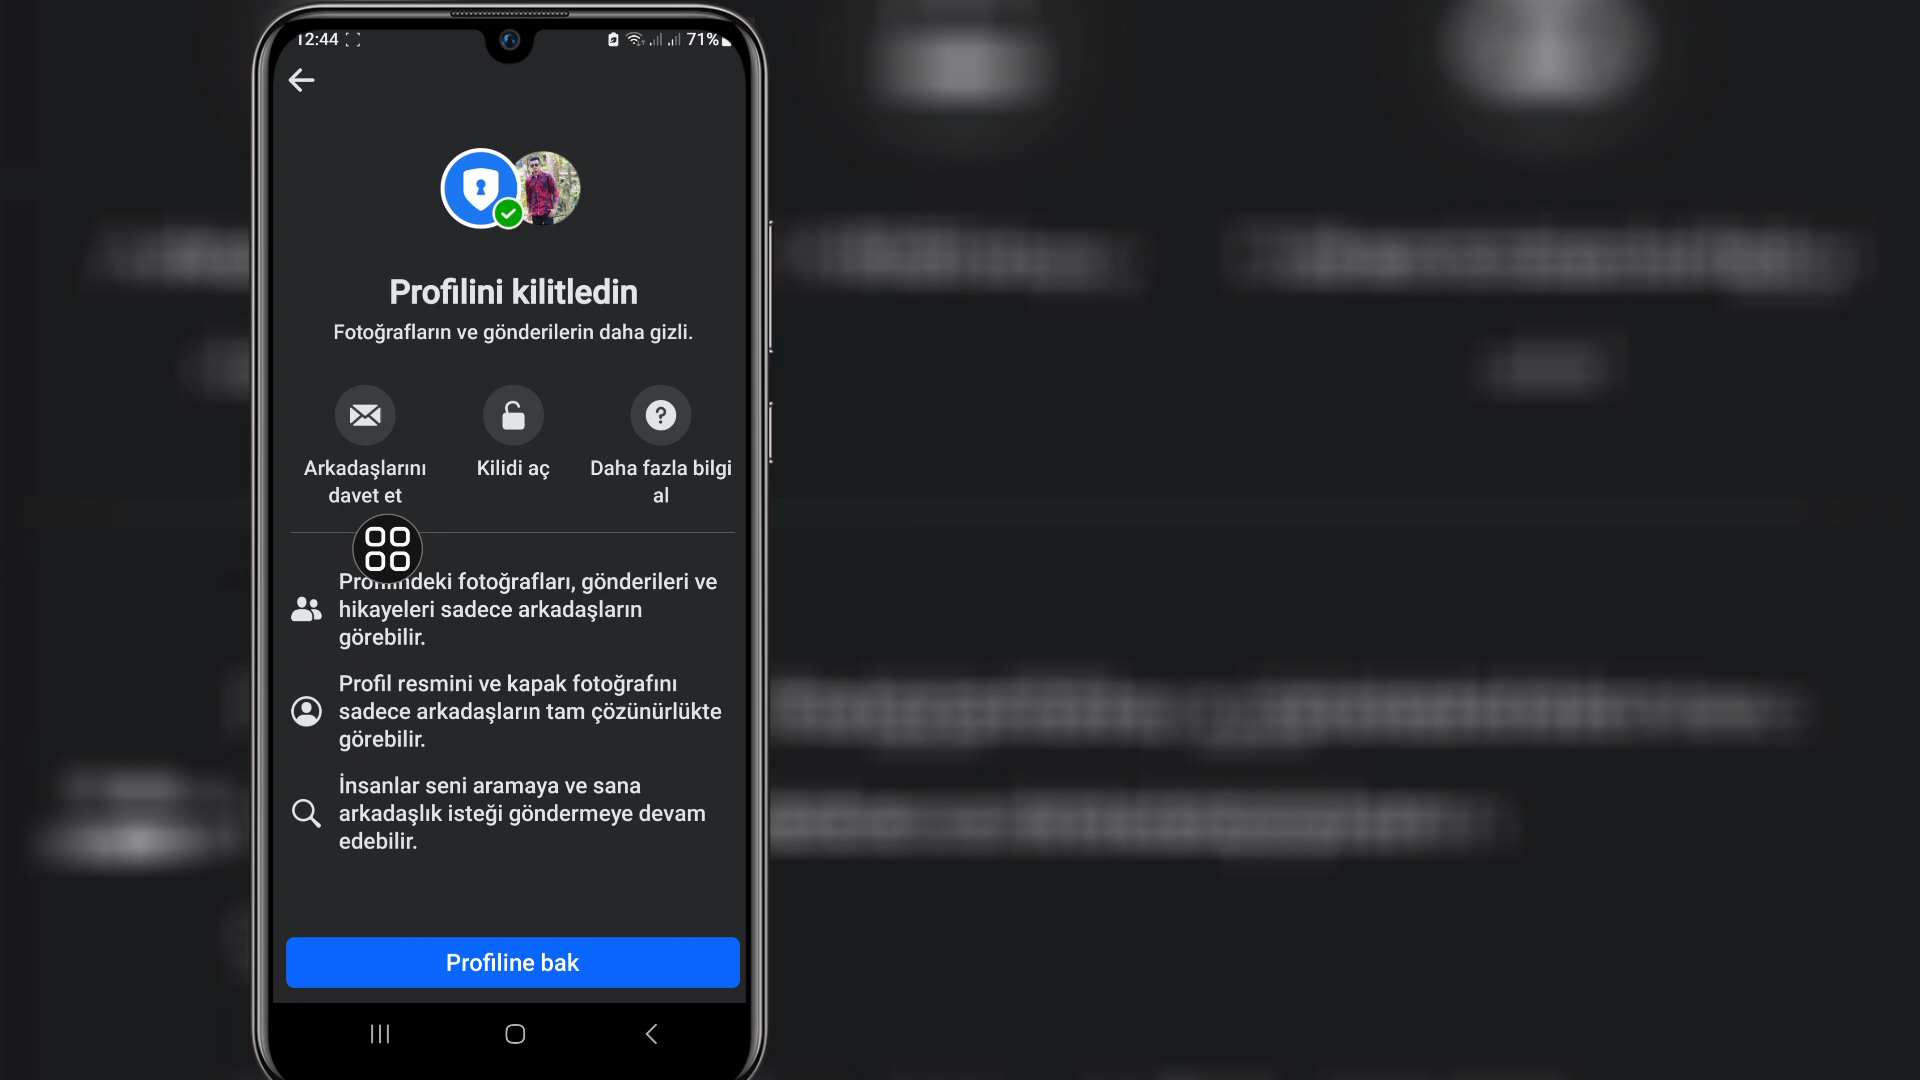 12:44
71%
Profilini kilitledin
Fotoğrafların ve gönderilerin daha gizli.
Arkadaşlarını
davet et
Kilidi aç
Daha fazla bilgi
al
fotoğrafları, gönderileri ve
hikayeleri sadece arkadaşların
görebilir.
Profil resmini ve kapak fotoğrafını
sadece arkadaşların tam çözünürlükte
görebilir.
İnsanlar seni aramaya ve sana
arkadaşlık isteği göndermeye devam
edebilir.
Profiline bak